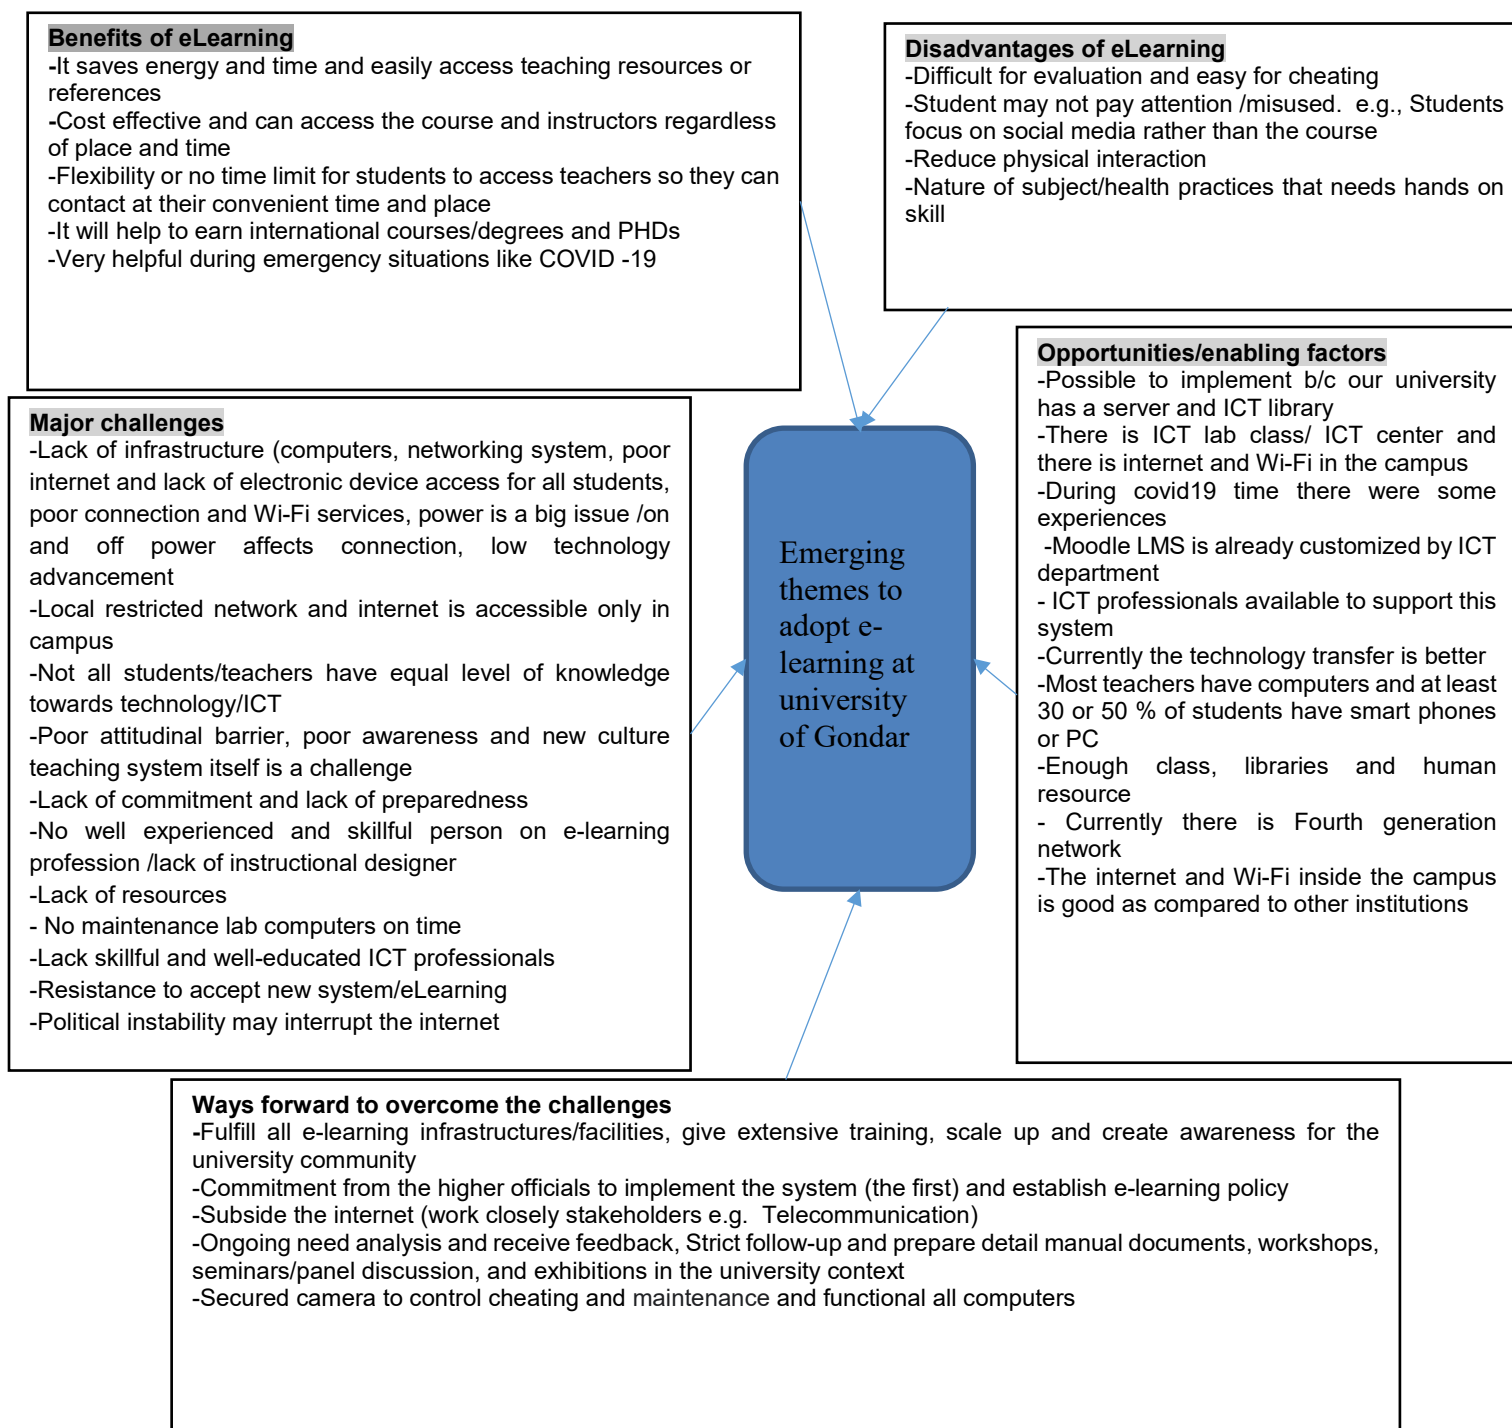 Benefits of eLearning
-It saves energy and time and easily access teaching resources or
references
-Cost effective and can access the course and instructors regardless
of place and time
-Flexibility or no time limit for students to access teachers so they can
contact at their convenient time and place
-It will help to earn international courses/degrees and PHDs
-Very helpful during emergency situations like COVID -19
Disadvantages of eLearning
-Difficult for evaluation and easy for cheating
-Student may not pay attention /misused. e.g., Students
focus on social media rather than the course
-Reduce physical interaction
-Nature of subject/health practices that needs hands on
skill
Major challenges
-Lack of infrastructure (computers, networking system, poor
internet and lack of electronic device access for all students,
poor connection and Wi-Fi services, power is a big issue /on
and off power affects connection, low technology
advancement
-Local restricted network and internet is accessible only in
campus
-Not all students/teachers have equal level of knowledge
towards technology/ICT
-Poor attitudinal barrier, poor awareness and new culture
teaching system itself is a challenge
-Lack of commitment and lack of preparedness
-No well experienced and skillful person on e-learning
profession /lack of instructional designer
-Lack of resources
- No maintenance lab computers on time
-Lack skillful and well-educated ICT professionals
-Resistance to accept new system/eLearning
-Political instability may interrupt the internet
Emerging
themes to
adopt e-
learning at
university
of Gondar
Opportunities/enabling factors
-Possible to implement b/c our university
has a server and ICT library
-There is ICT lab class/ ICT center and
there is internet and Wi-Fi in the campus
-During covid19 time there were some
experiences
-Moodle LMS is already customized by ICT
department
- ICT professionals available to support this
system
-Currently the technology transfer is better
-Most teachers have computers and at least
30 or 50 % of students have smart phones
or PC
-Enough class, libraries and human
resource
- Currently there is Fourth generation
network
-The internet and Wi-Fi inside the campus
is good as compared to other institutions
Ways forward to overcome the challenges
-Fulfill all e-learning infrastructures/facilities, give extensive training, scale up and create awareness for the
university community
-Commitment from the higher officials to implement the system (the first) and establish e-learning policy
-Subside the internet (work closely stakeholders e.g. Telecommunication)
-Ongoing need analysis and receive feedback, Strict follow-up and prepare detail manual documents, workshops,
seminars/panel discussion, and exhibitions in the university context
-Secured camera to control cheating and maintenance and functional all computers